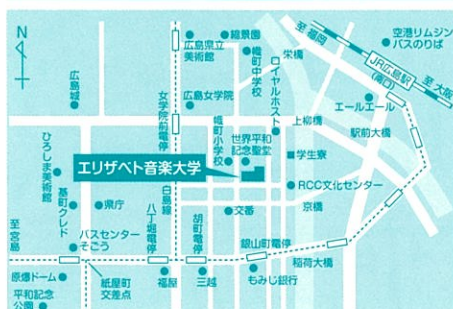 N
広島県立
美術館
縮景園
幟町中学校
栄橋
至福岡
JR広島駅
(南口)
至大阪
空港リムジン
バスのりば
広島城
女学院前電停
広島女学院
ロイヤルホスト
上柳橋
エールエール
駅前大橋
ひろしま美術館
幟町小学校
世界平和
記念聖堂
学生寮
エリザベト音楽大学
RCC文化センター
基町クレド
県庁
白島線
交番
京橋
至宮島
バスセンター
そごう
八丁堀電停
胡町電停
銀山町電停
稲荷大橋
原爆ドーム
平和記念
公園
紙屋町
交差点
福屋
三越
もみじ銀行